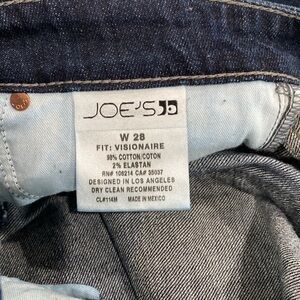 JOE'S
W 28
FIT: VISIONAIRE
98% COTTON/COTON
2% ELASTAN
RN# 106214 CA# 35037
DESIGNED IN LOS ANGELES
DRY CLEAN RECOMMENDED
CL#114M MADE IN MEXICO